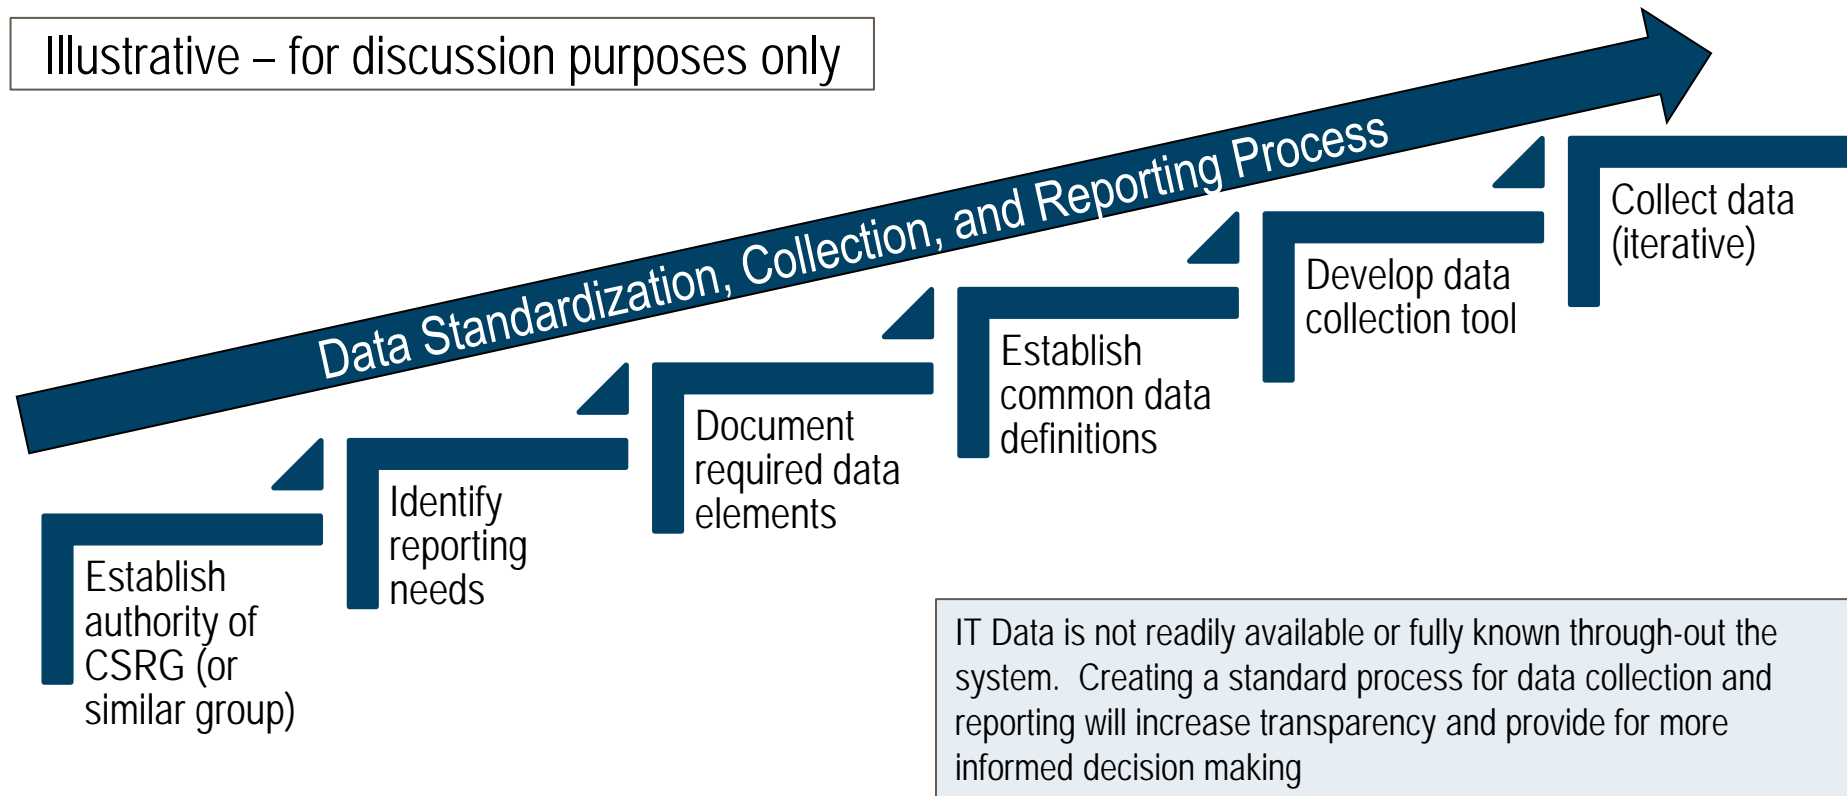 Illustrative – for discussion purposes only
Data Standardization, Collection, and Reporting Process
Establish
authority of
CSRG (or
similar group)
Identify
reporting
needs
Document
required data
elements
Establish
common data
definitions
Develop data
collection tool
Collect data
(iterative)
IT Data is not readily available or fully known through-out the
system.  Creating a standard process for data collection and
reporting will increase transparency and provide for more
informed decision making